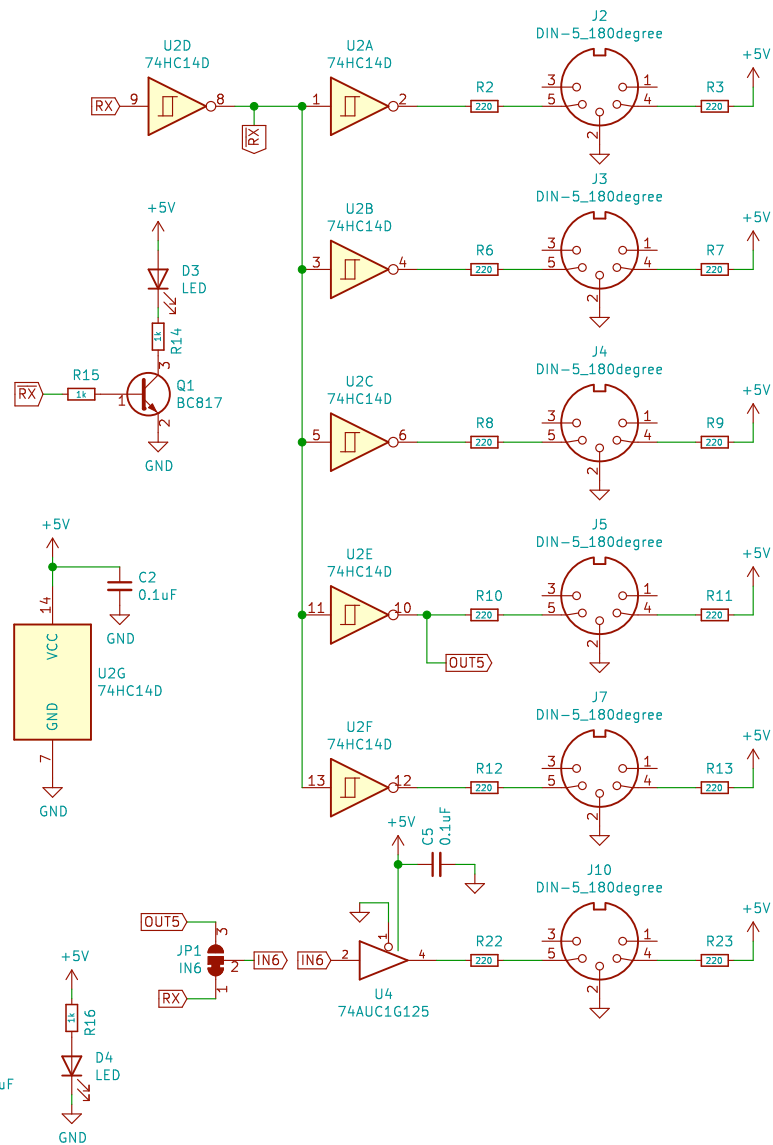 J2
DIN-5_180degree
U2D
74HC14D
U2A
74HC14D
+5V
RX
9
8
1
2
R2
220
3
1
5
4
2
R3
220
RX
J3
DIN-5_180degree
+5V
U2B
74HC14D
+5V
3
4
R6
220
3
1
5
4
2
R7
220
D3
LED
1k
R14
J4
DIN-5_180degree
U2C
74HC14D
+5V
RX
R15
1k
1
3
2
Q1
BC817
GND
5
6
R8
220
3
1
5
4
2
R9
220
J5
DIN-5_180degree
+5V
U2E
74HC14D
+5V
C2
0.1uF
GND
14
VCC
GND
7
U2G
74HC14D
GND
11
10
OUT5
R10
220
3
1
5
4
2
R11
220
J7
DIN-5_180degree
U2F
74HC14D
+5V
13
12
R12
220
3
1
5
4
2
R13
220
+5V
C5
0.1uF
J10
DIN-5_180degree
+5V
OUT5
JP1
IN6
3
2
1
IN6
RX
IN6
2
1
4
U4
74AUC1G125
R22
220
3
1
5
4
2
R23
220
+5V
1k
R16
D4
LED
GND
uF